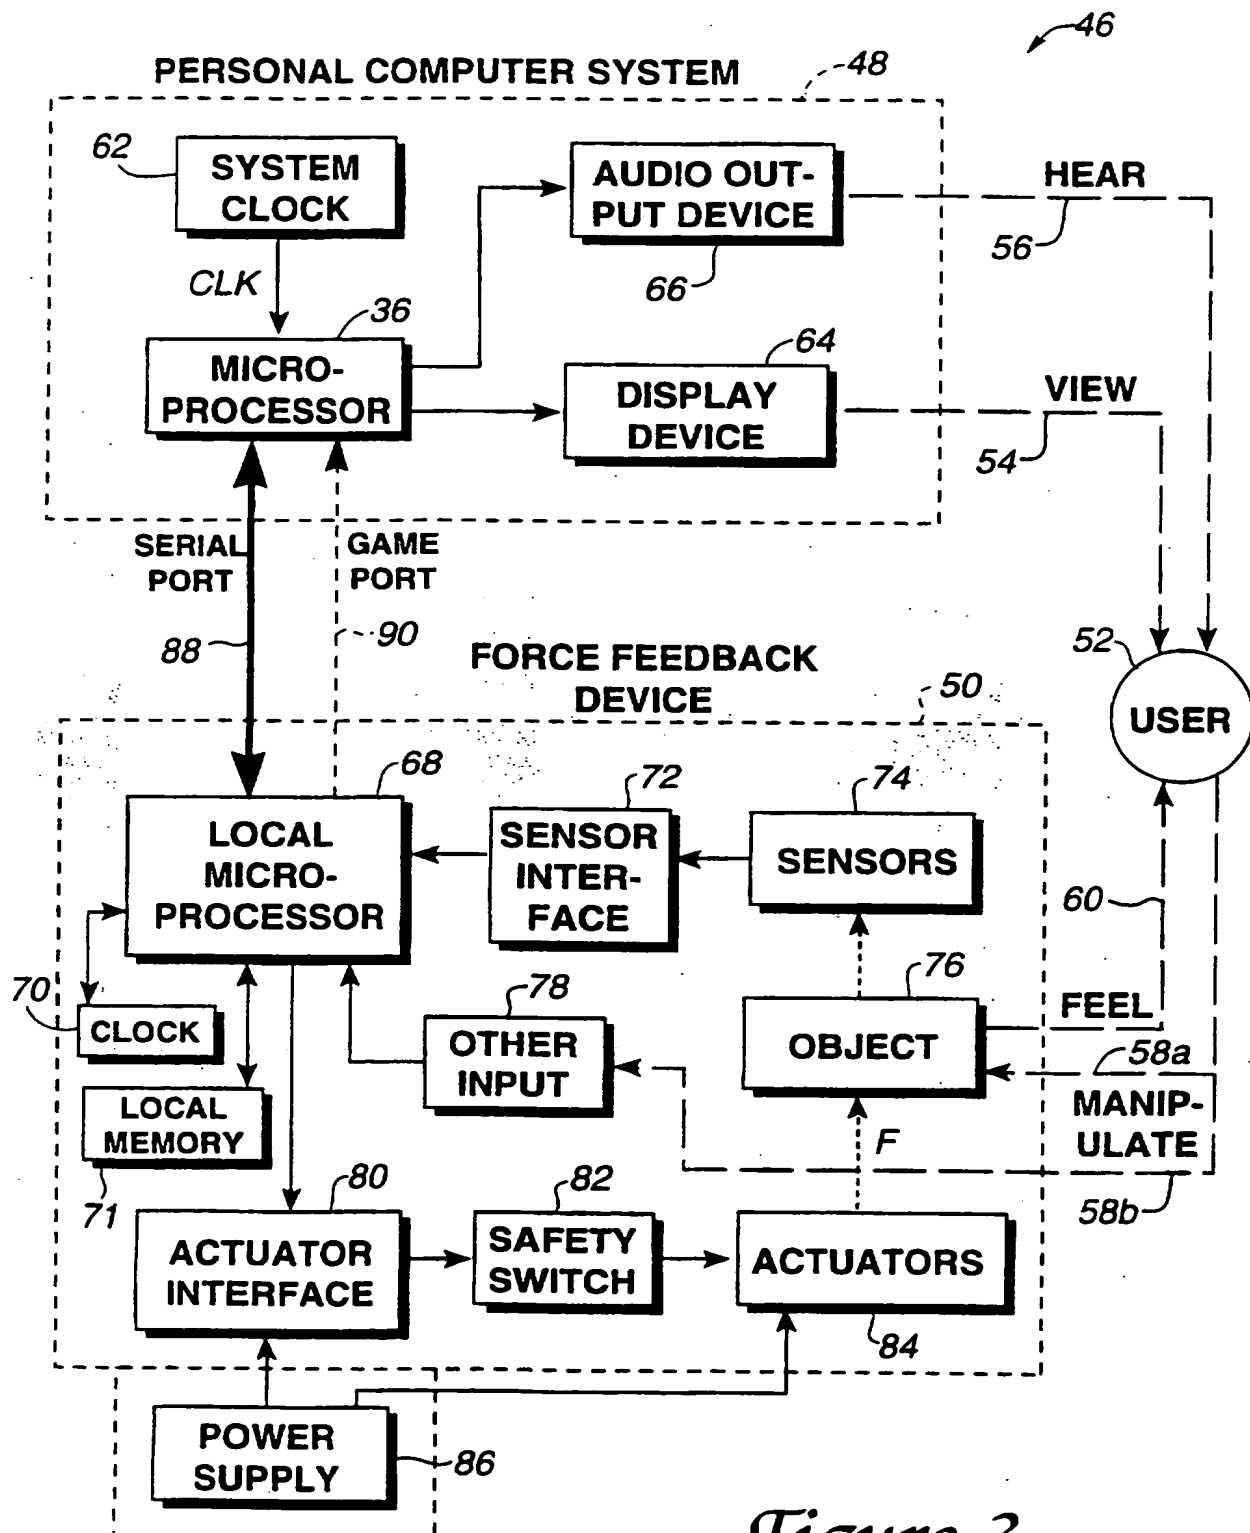 46
PERSONAL COMPUTER SYSTEM
48
62
SYSTEM
CLOCK
AUDIO OUT-
PUT DEVICE
HEAR
56
66
CLK
36
MICRO-
PROCESSOR
64
DISPLAY
DEVICE
VIEW
54
SERIAL
PORT
GAME
PORT
88
90
FORCE FEEDBACK
DEVICE
50
52
USER
68
LOCAL
MICRO-
PROCESSOR
72
SENSOR
INTER-
FACE
74
SENSORS
60
70
CLOCK
78
OTHER
INPUT
76
OBJECT
FEEL
58a
LOCAL
MEMORY
71
MANIP-
ULATE
58b
F
80
ACTUATOR
INTERFACE
82
SAFETY
SWITCH
ACTUATORS
84
POWER
SUPPLY
86
Figure 2